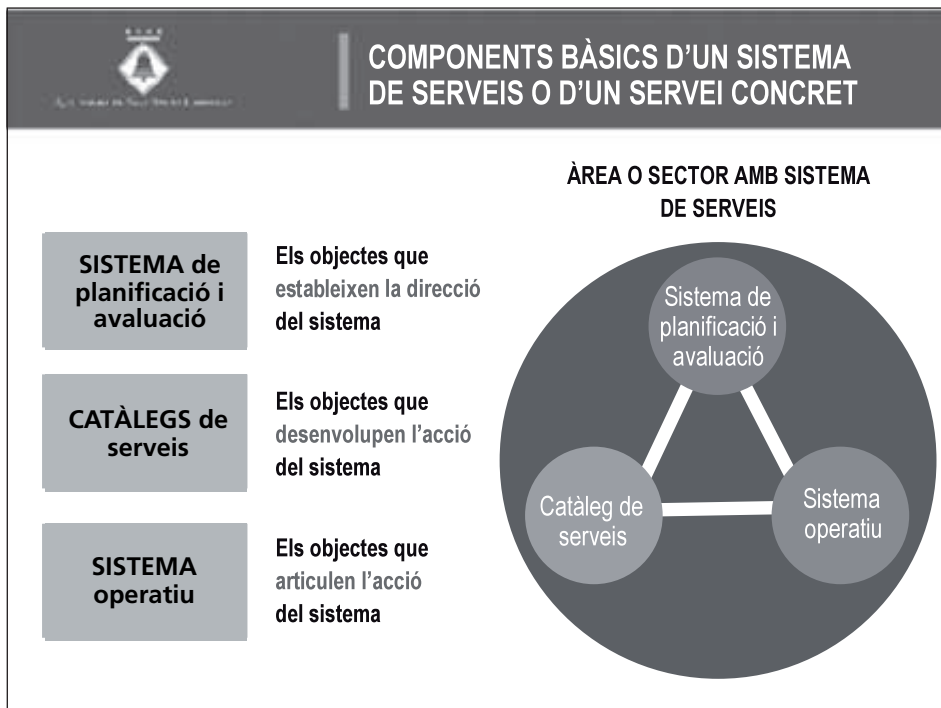 COMPONENTS BÀSICS D'UN SISTEMA
DE SERVEIS O D'UN SERVEI CONCRET
ÀREA O SECTOR AMB SISTEMA
DE SERVEIS
SISTEMA de
planificació i
avaluació
Els objectes que
estableixen la direcció
del sistema
CATÀLEGS de
serveis
Els objectes que
desenvolupen l'acció
del sistema
SISTEMA
operatiu
Els objectes que
articulen l'acció
del sistema
Sistema de
planificació i
avaluació
Catàleg de
serveis
Sistema
operatiu